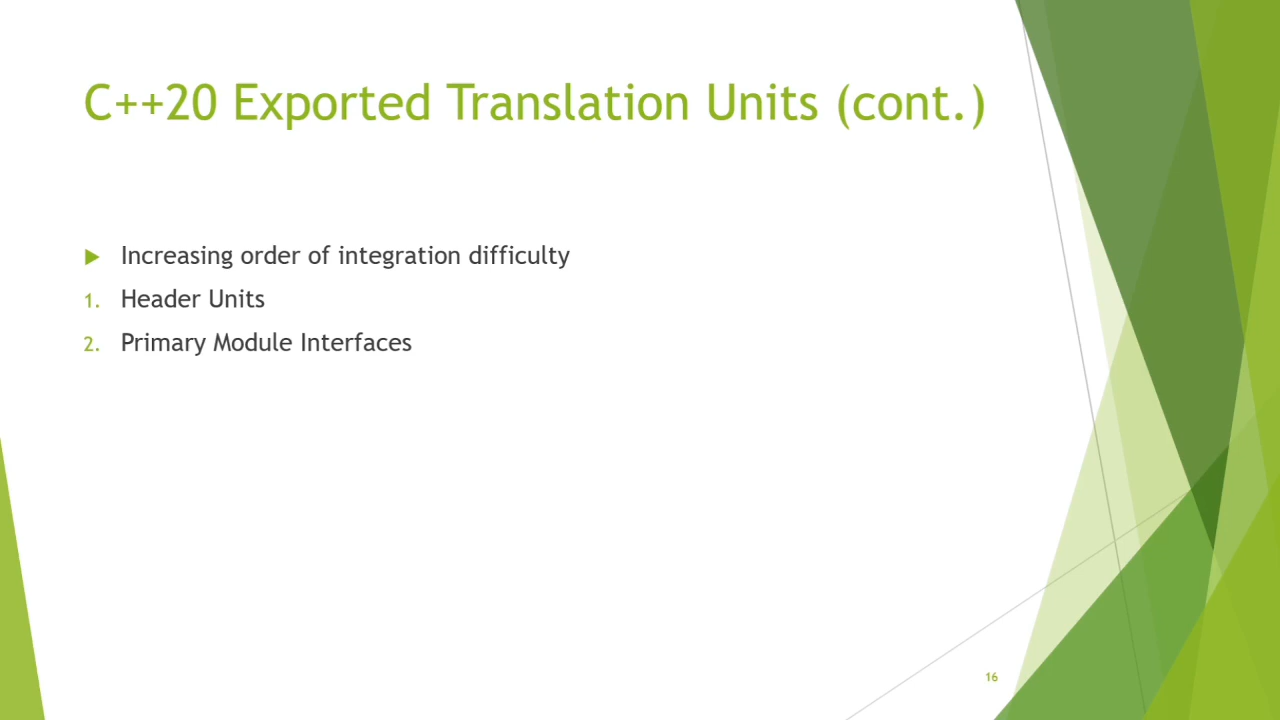 C++20 Exported Translation Units (cont.)
Increasing order of integration difficulty
1. Header Units
2. Primary Module Interfaces
16